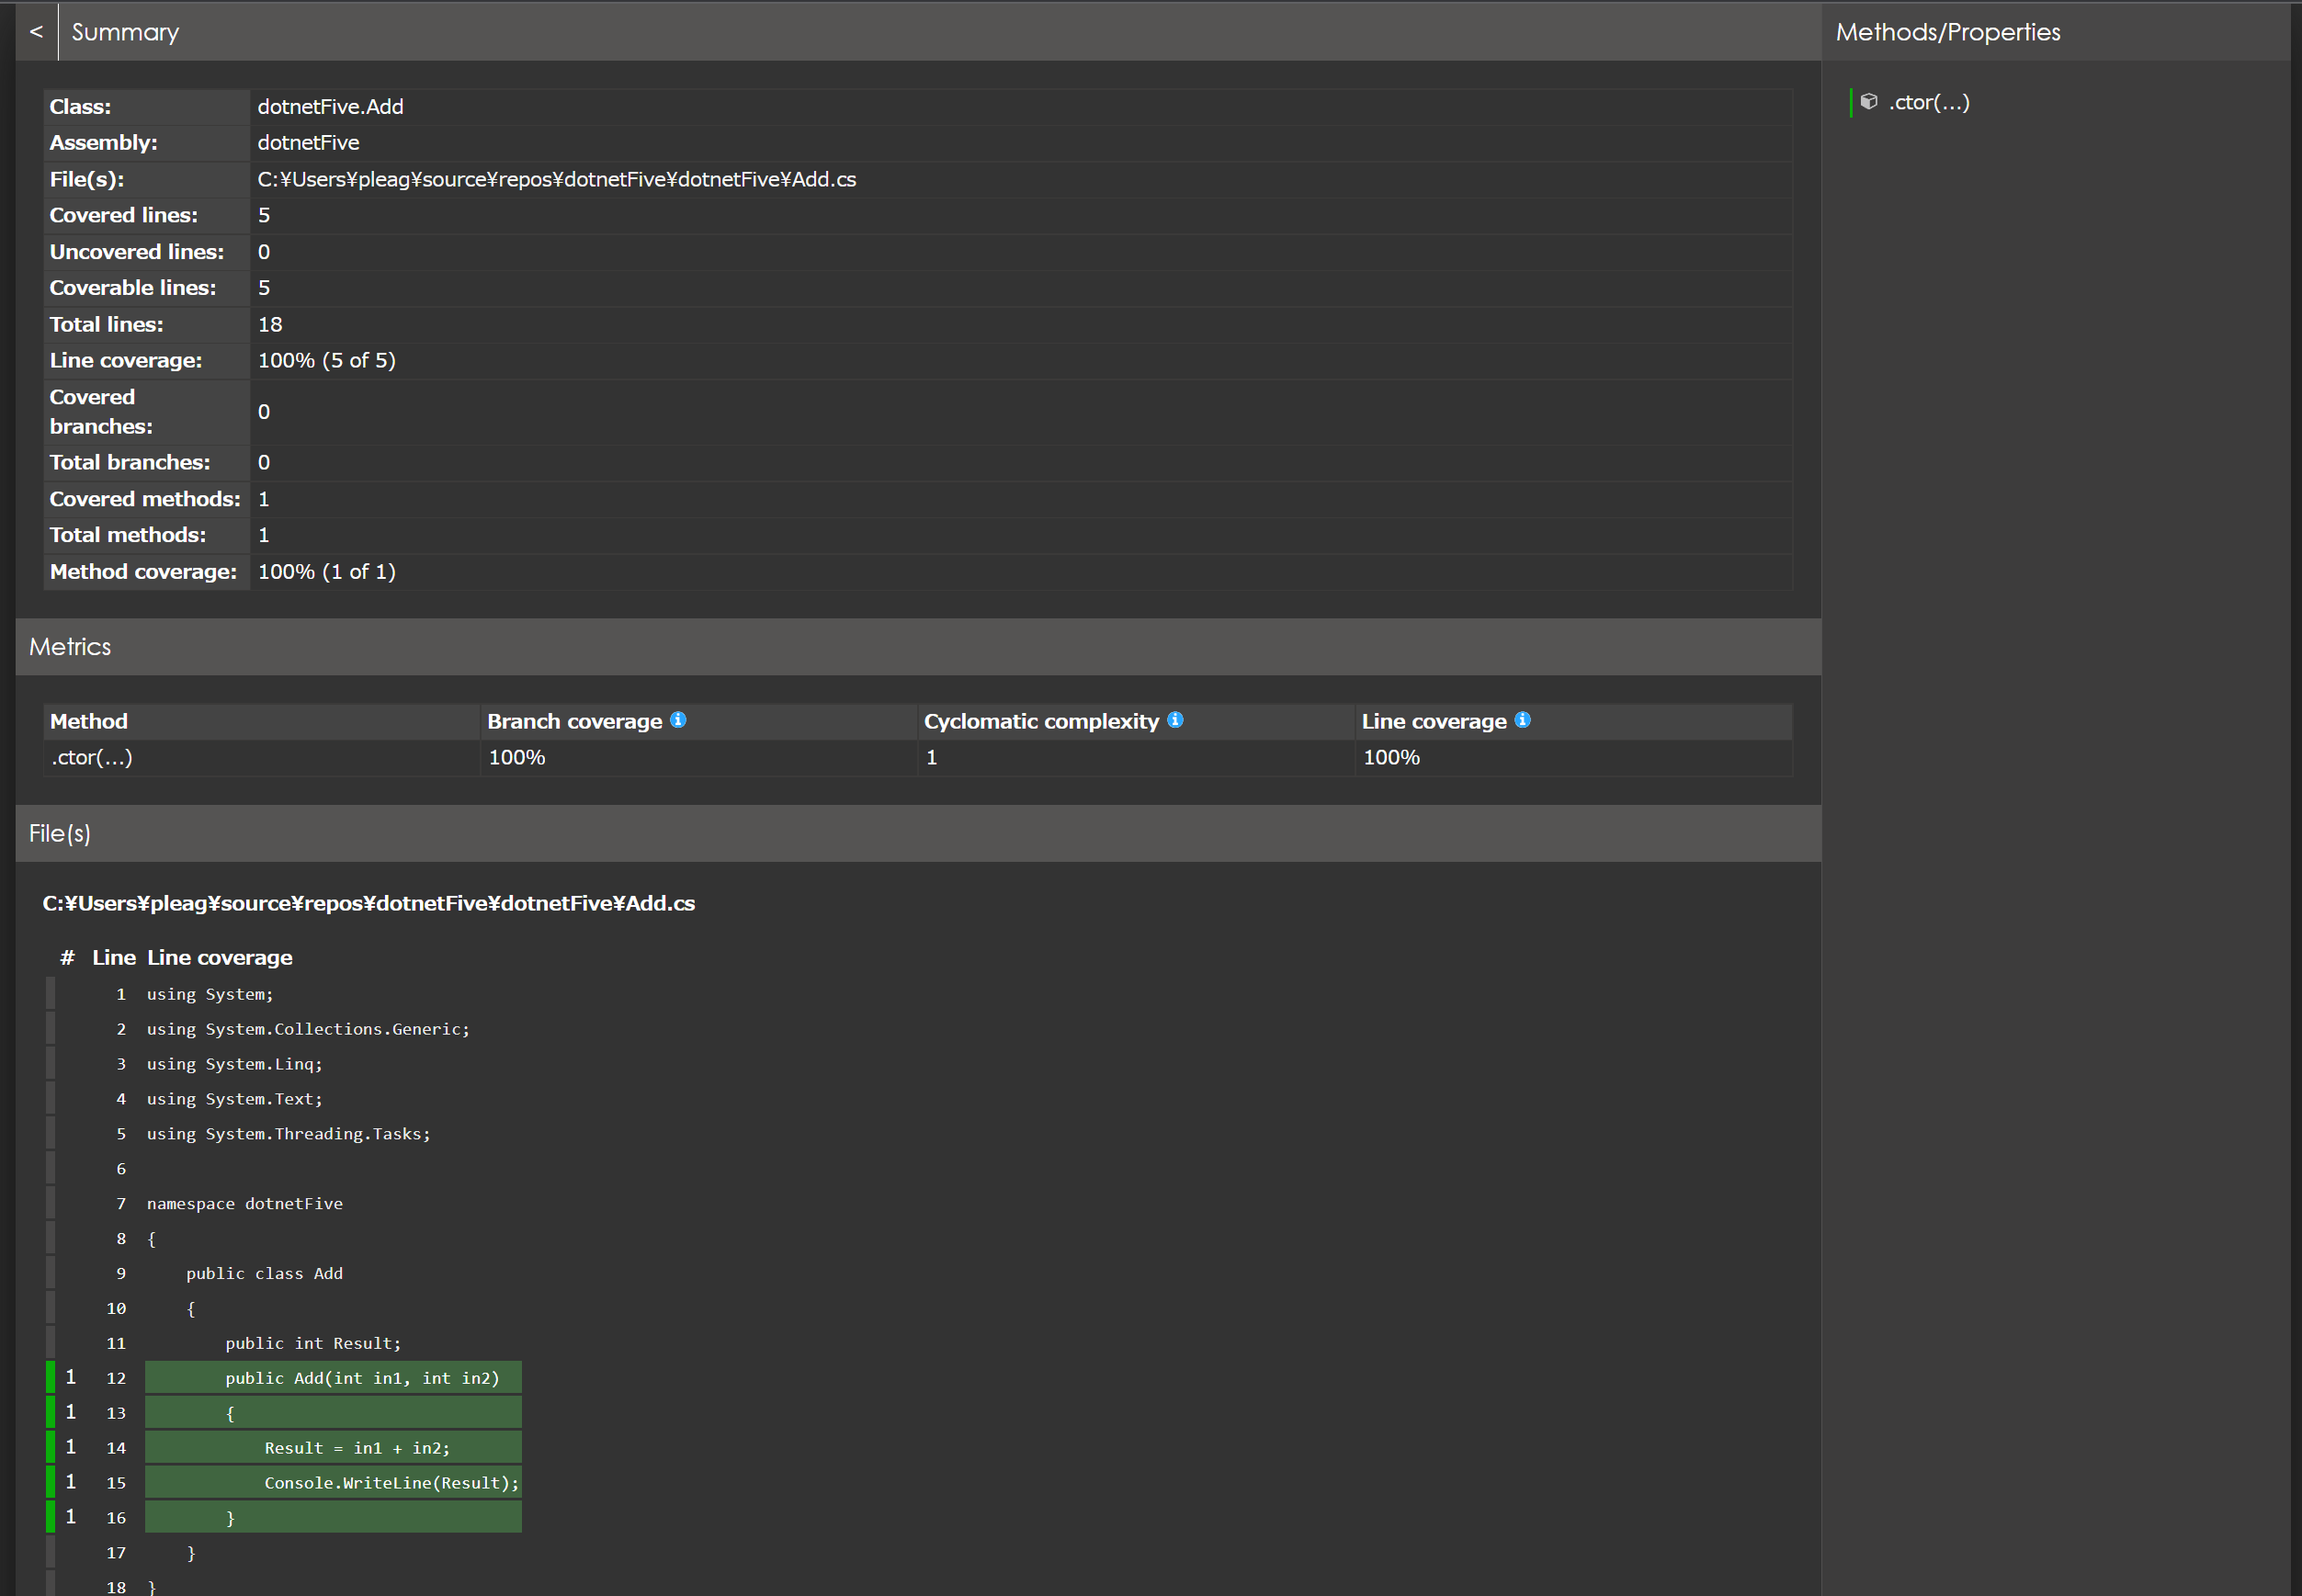 < Summary
Class: dotnetFive.Add
Assembly: dotnetFive
File(s): C:¥Users¥pleag¥source¥repos¥dotnetFive¥dotnetFive¥Add.cs
Covered lines: 5
Uncovered lines: 0
Coverable lines: 5
Total lines: 18
Line coverage: 100% (5 of 5)
Covered
branches: 0
Total branches: 0
Covered methods: 1
Total methods: 1
Method coverage: 100% (1 of 1)
Metrics
Method Branch coverage Cyclomatic complexity Line coverage
.ctor(...) 100% 1 100%
File(s)
C:¥Users¥pleag¥source¥repos¥dotnetFive¥dotnetFive¥Add.cs
# Line Line coverage
1 using System;
2 using System.Collections.Generic;
3 using System.Linq;
4 using System.Text;
5 using System.Threading.Tasks;
6
7 namespace dotnetFive
8 {
9     public class Add
10     {
11         public int Result;
1 12         public Add(int in1, int in2)
1 13         {
1 14             Result = in1 + in2;
1 15             Console.WriteLine(Result);
1 16         }
17     }
18 }
Methods/Properties
.ctor(...)